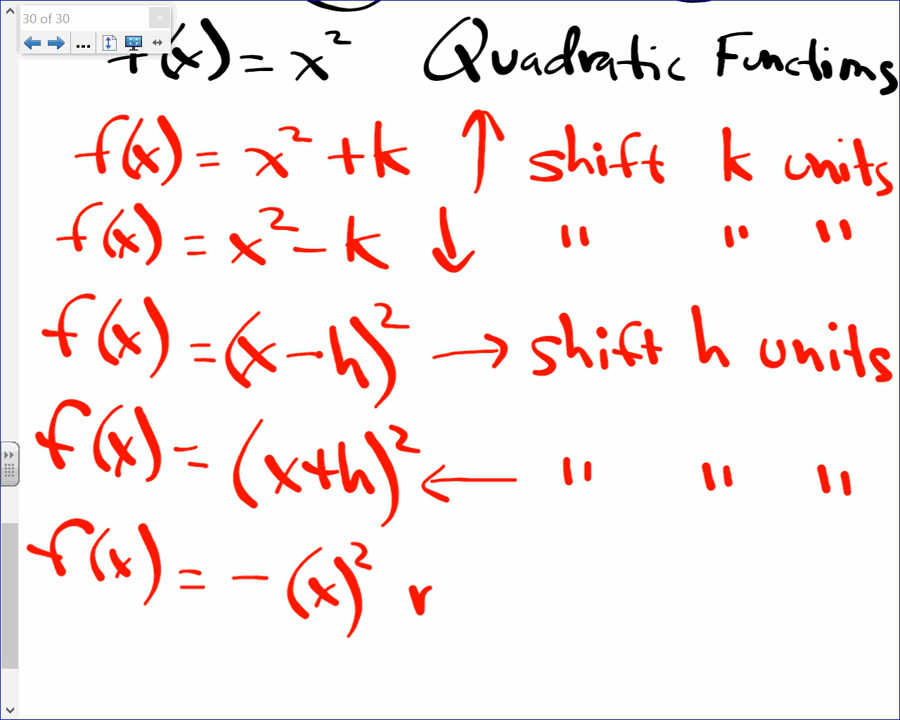 30 of 30
f(x) = x² Quadratic Functions
f(x) = x² + k ↑ shift k units
f(x) = x² - k ↓ " " "
f(x) = (x - h)² → shift h units
f(x) = (x + h)² ← " " "
f(x) = - (x)² r